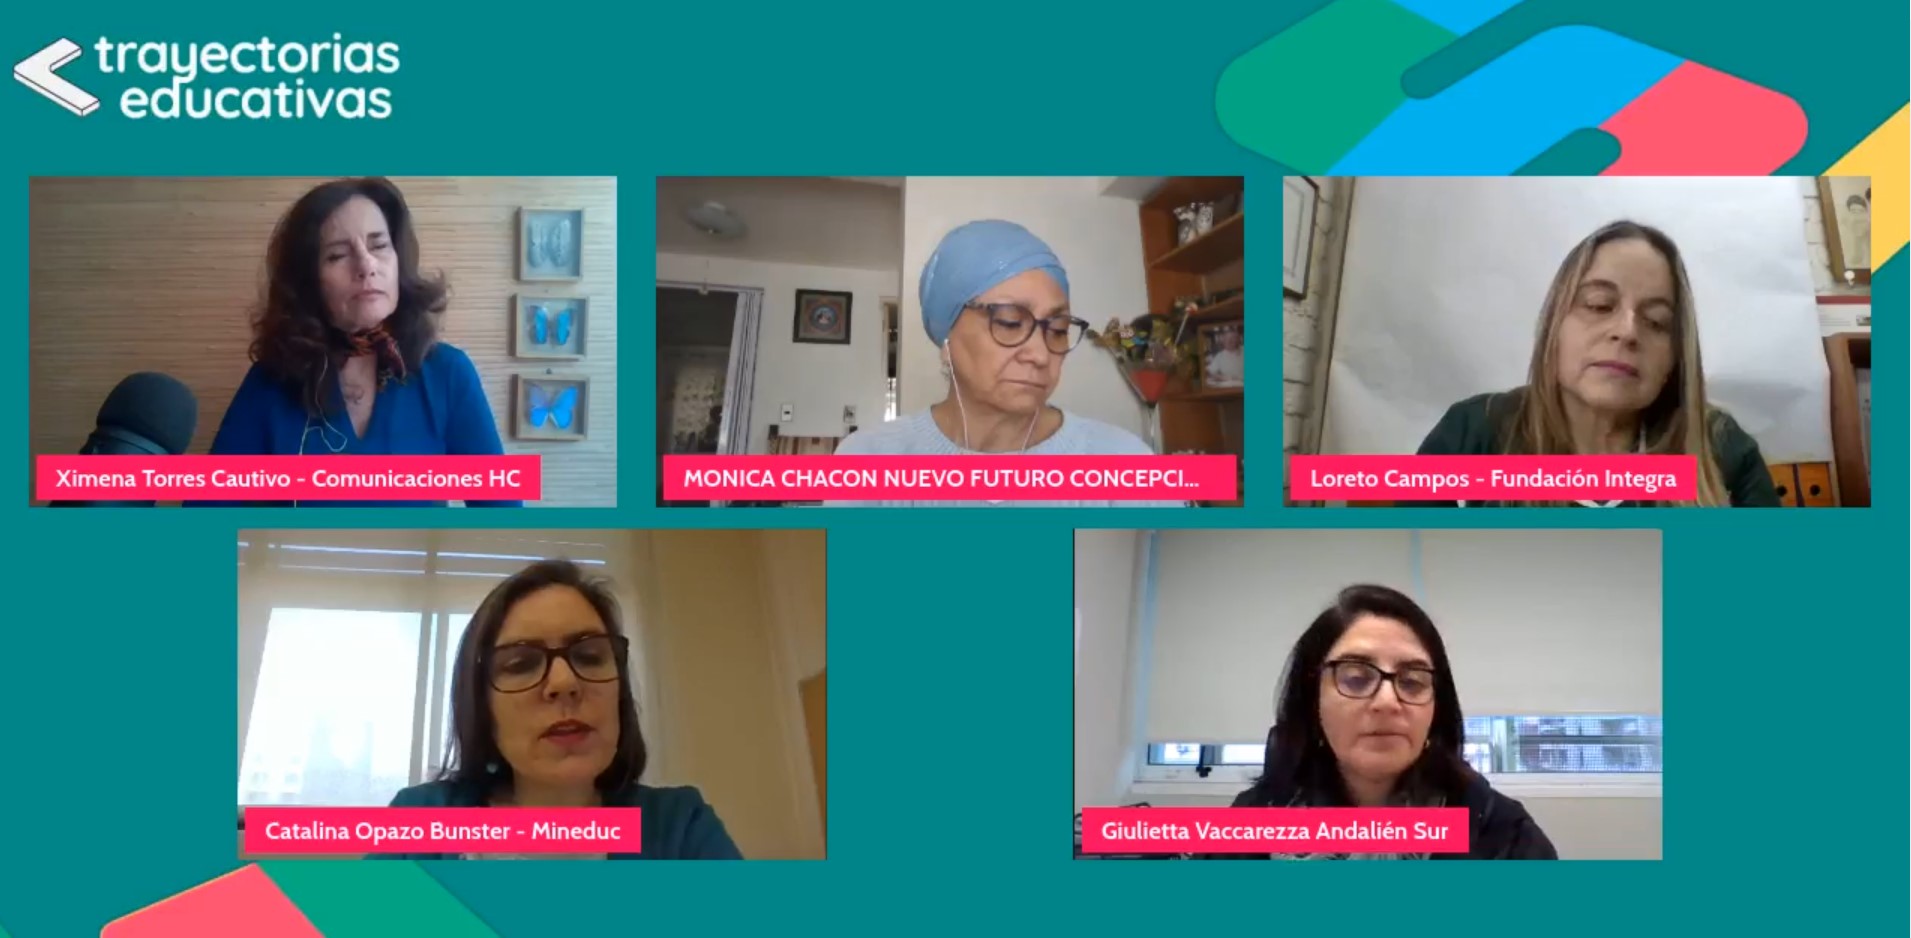 trayectorias
educativas
Ximena Torres Cautivo - Comunicaciones HC
MONICA CHACON NUEVO FUTURO CONCEPCI...
Loreto Campos - Fundación Integra
Catalina Opazo Bunster - Mineduc
Giulietta Vaccarezza Andalién Sur